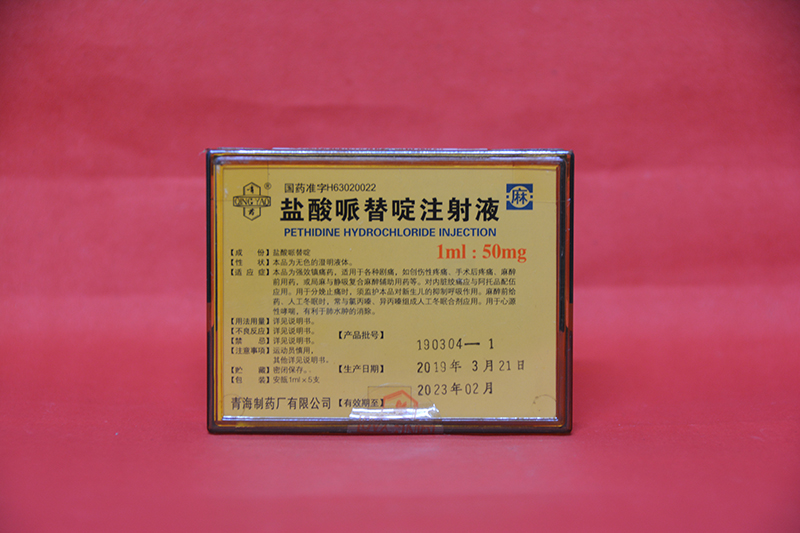 国药准字H63020022
QING YAO
青
药
®
盐酸哌替啶注射液
麻
PETHIDINE HYDROCHLORIDE INJECTION
1ml : 50mg
【成 份】盐酸哌替啶
【性 状】本品为无色的澄明液体。
【适 应 症】本品为强效镇痛药，适用于各种剧痛，如创伤性疼痛、手术后疼痛、麻醉
前用药，或局麻与静吸复合麻醉辅助用药等。对内脏绞痛应与阿托品配伍
应用。用于分娩止痛时，须监护本品对新生儿的抑制呼吸作用。麻醉前给
药、人工冬眠时，常与氯丙嗪、异丙嗪组成人工冬眠合剂应用。用于心源
性哮喘，有利于肺水肿的消除。
【用法用量】详见说明书。
【不良反应】详见说明书。
【禁 忌】详见说明书。
【注意事项】运动员慎用，
其他详见说明书。
【贮 藏】密闭保存。
【包 装】安瓿1ml×5支
青海制药厂有限公司
【产品批号】 190304—1
【生产日期】 2019年 3月 21日
【有效期至】 2023年02月